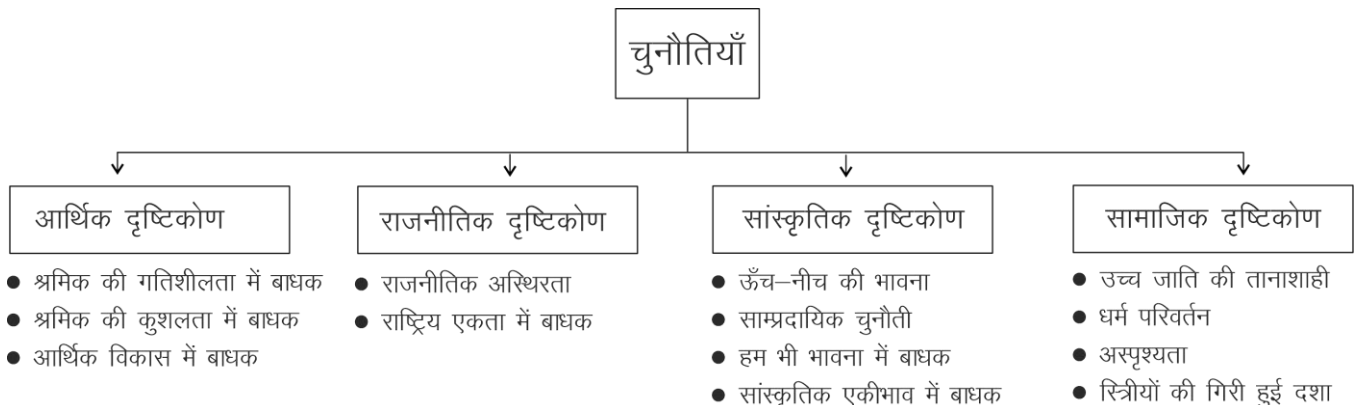 चुनौतियाँ
आर्थिक दृष्टिकोण
● श्रमिक की गतिशीलता में बाधक
● श्रमिक की कुशलता में बाधक
● आर्थिक विकास में बाधक
राजनीतिक दृष्टिकोण
● राजनीतिक अस्थिरता
● राष्ट्रिय एकता में बाधक
सांस्कृतिक दृष्टिकोण
● ऊँच–नीच की भावना
● साम्प्रदायिक चुनौती
● हम भी भावना में बाधक
● सांस्कृतिक एकीभाव में बाधक
सामाजिक दृष्टिकोण
● उच्च जाति की तानाशाही
● धर्म परिवर्तन
● अस्पृश्यता
● स्त्रिीयों की गिरी हुई दशा